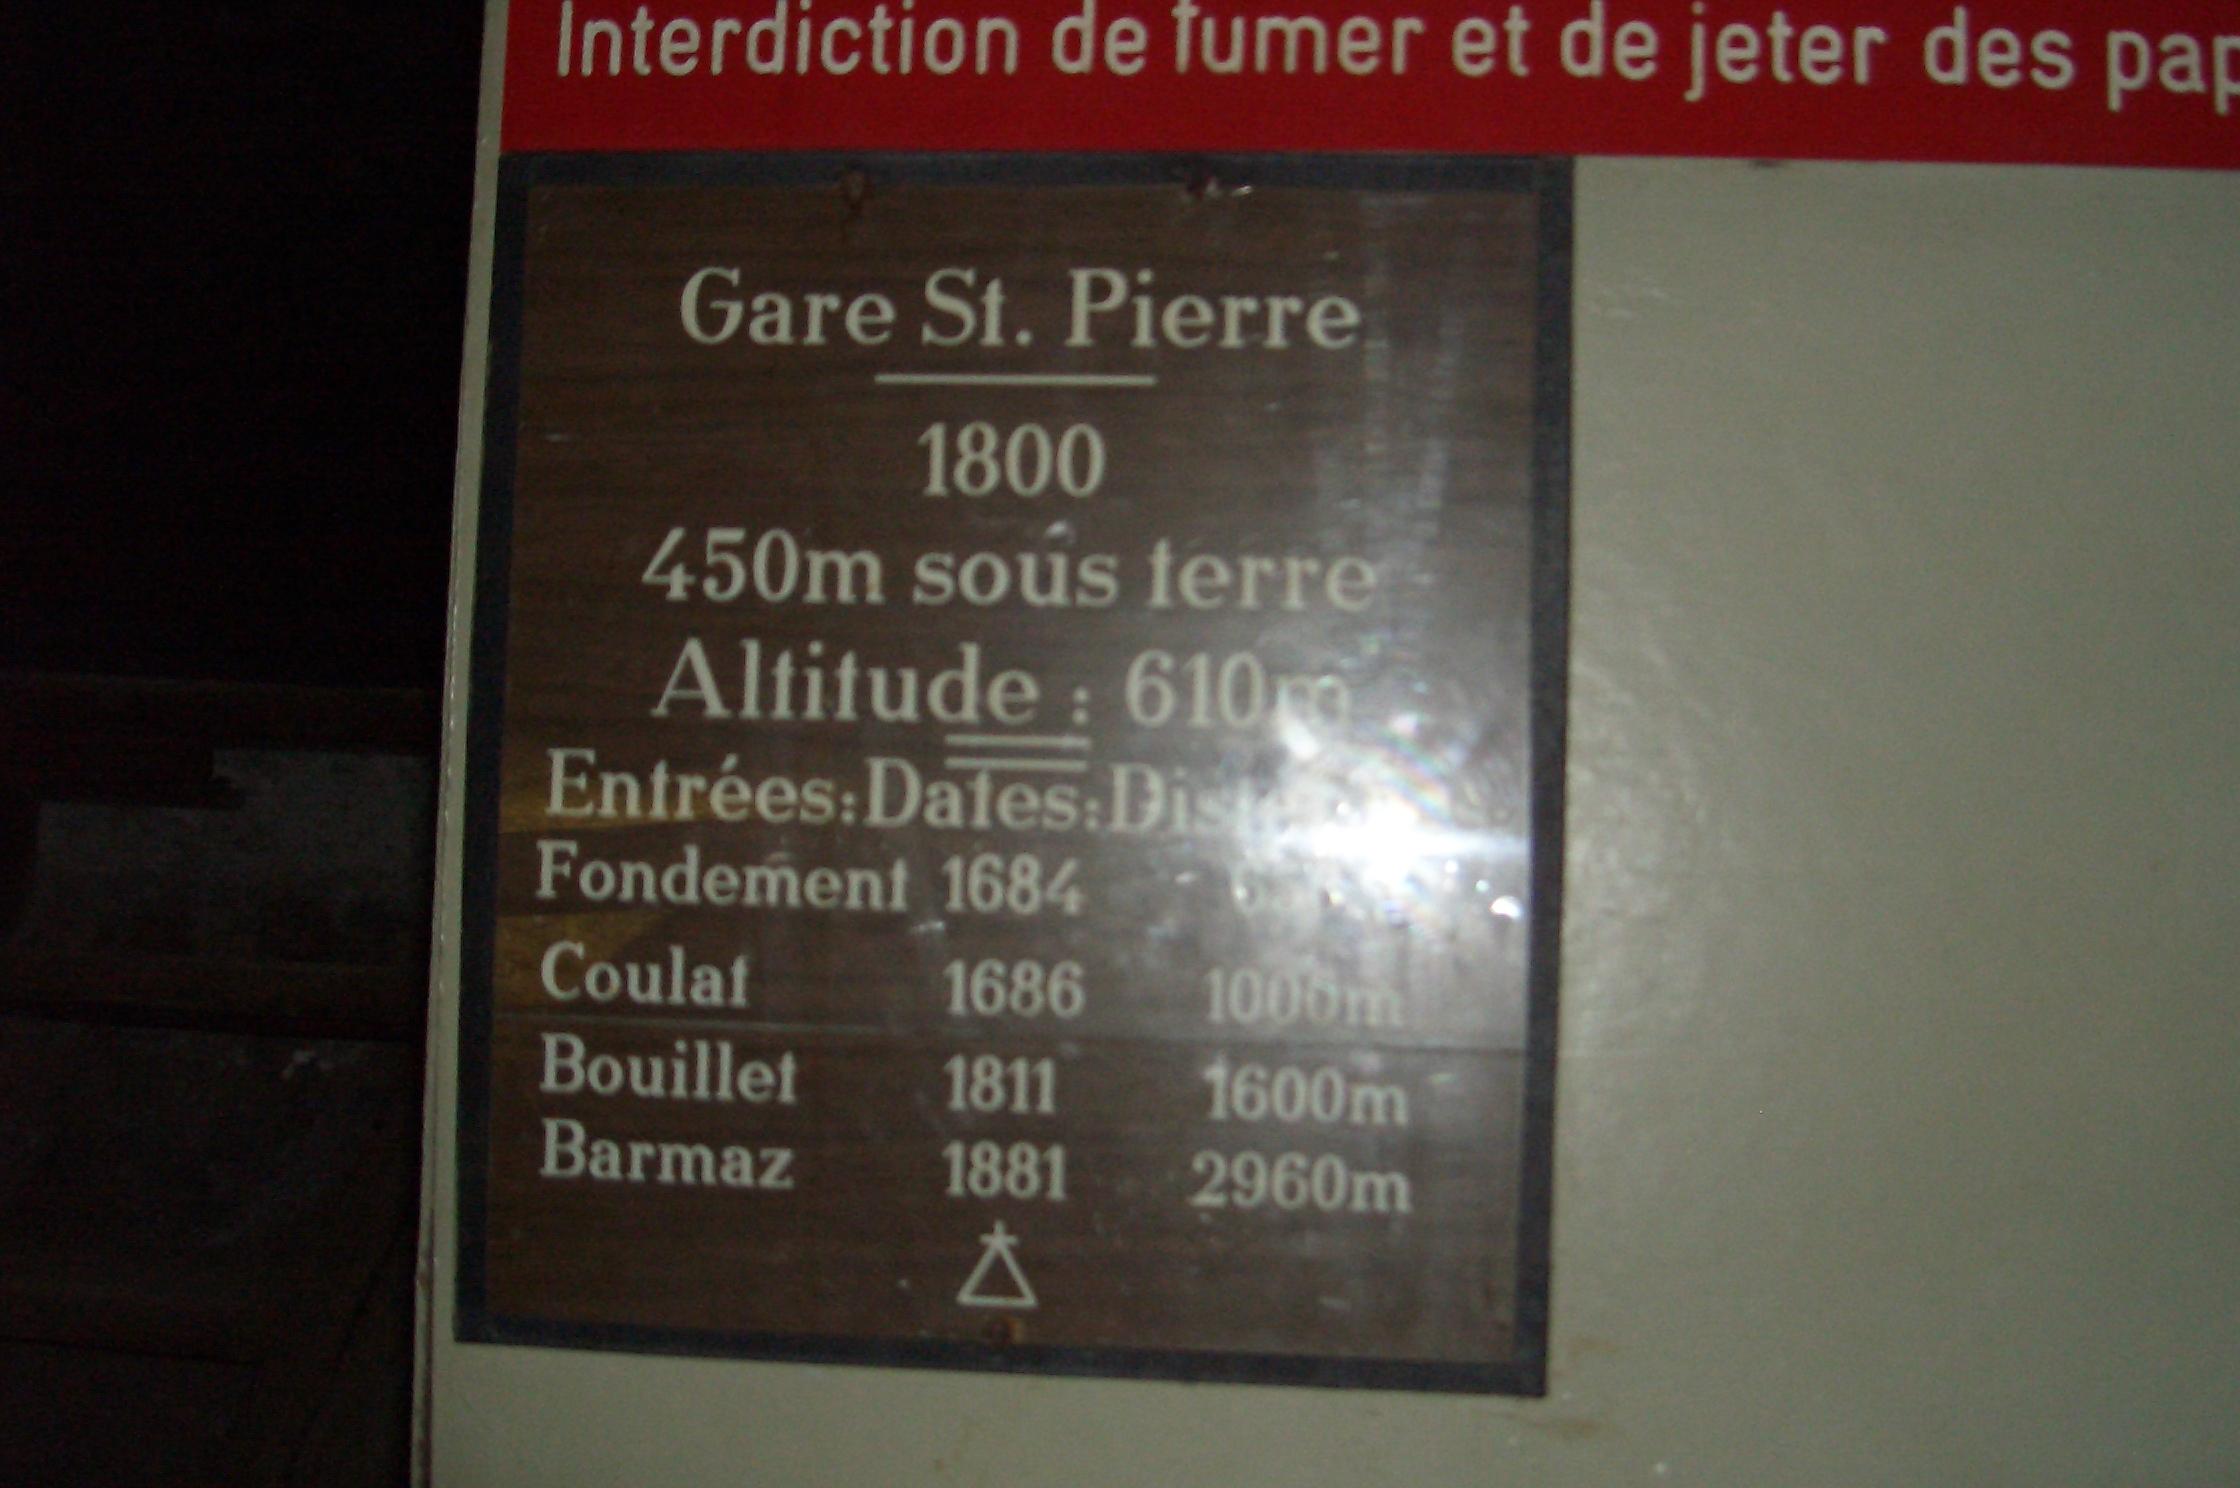 Interdiction de fumer et de jeter des pap
Gare St. Pierre
1800
450m sous terre
Altitude : 610m
Entrées: Dates:
Fondement 1684
Coulat 1686 1000m
Bouillet 1811 1600m
Barmaz 1881 2960m